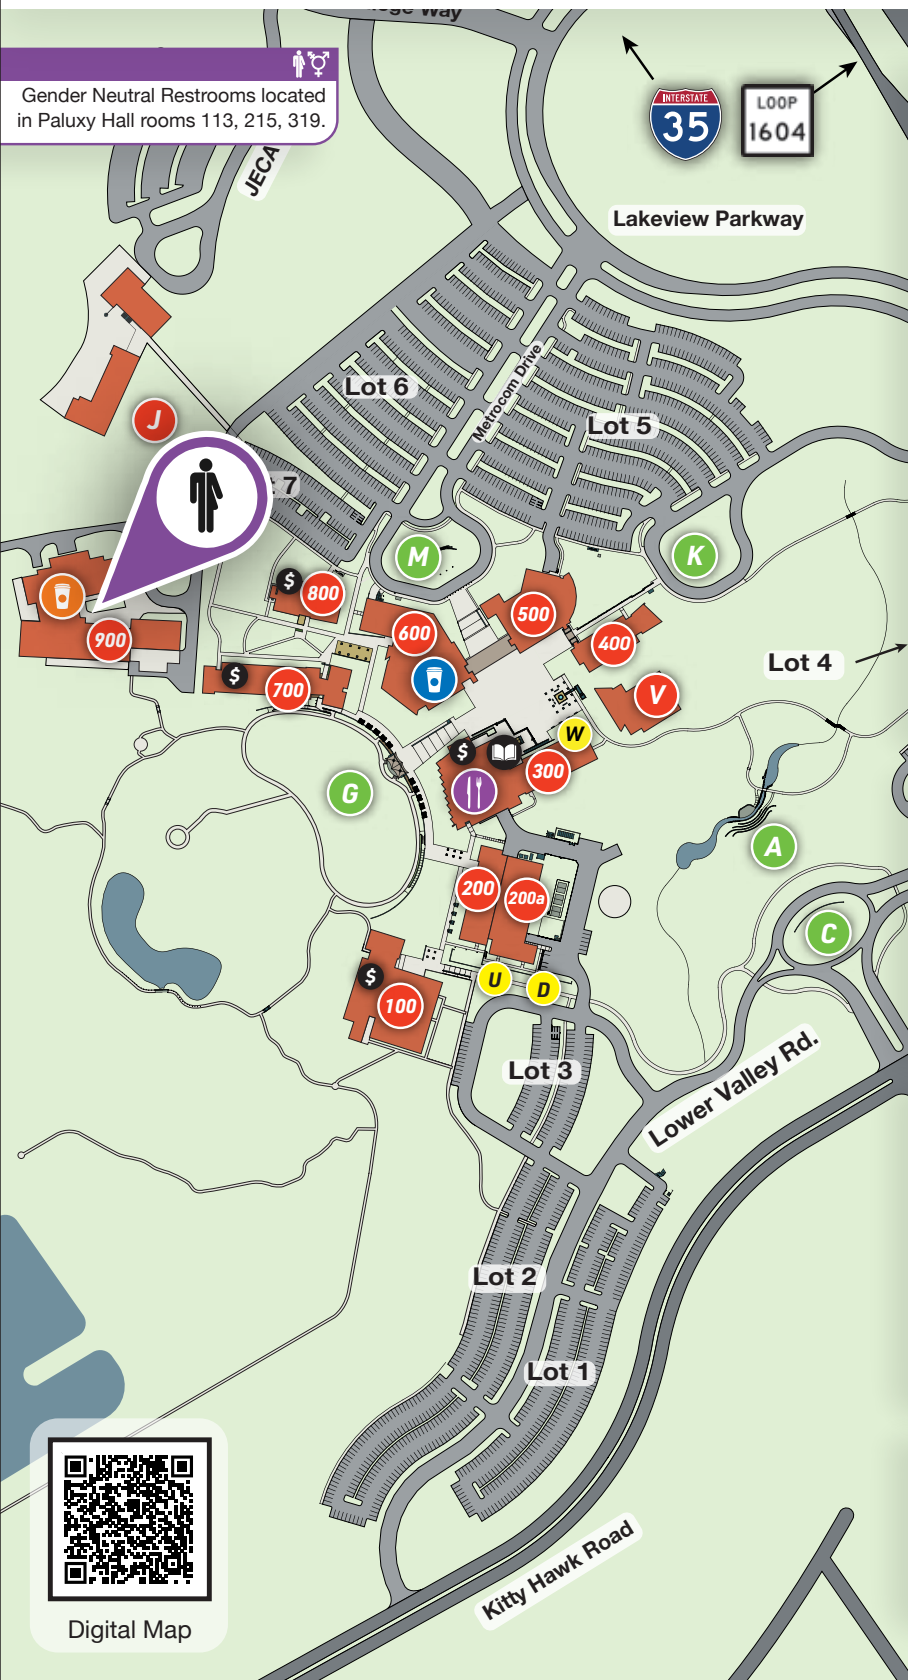 Gender Neutral Restrooms located
in Paluxy Hall rooms 113, 215, 319.
Way
INTERSTATE
35
LOOP
1604
JECA
Lakeview Parkway
Lot 6
Metrocom Drive
Lot 5
J
7
M
K
$
800
500
600
400
900
Lot 4
$
700
V
W
$
300
G
A
200
200a
C
$
100
U
D
Lot 3
Lower Valley Rd.
Lot 2
Lot 1
Kitty Hawk Road
Digital Map